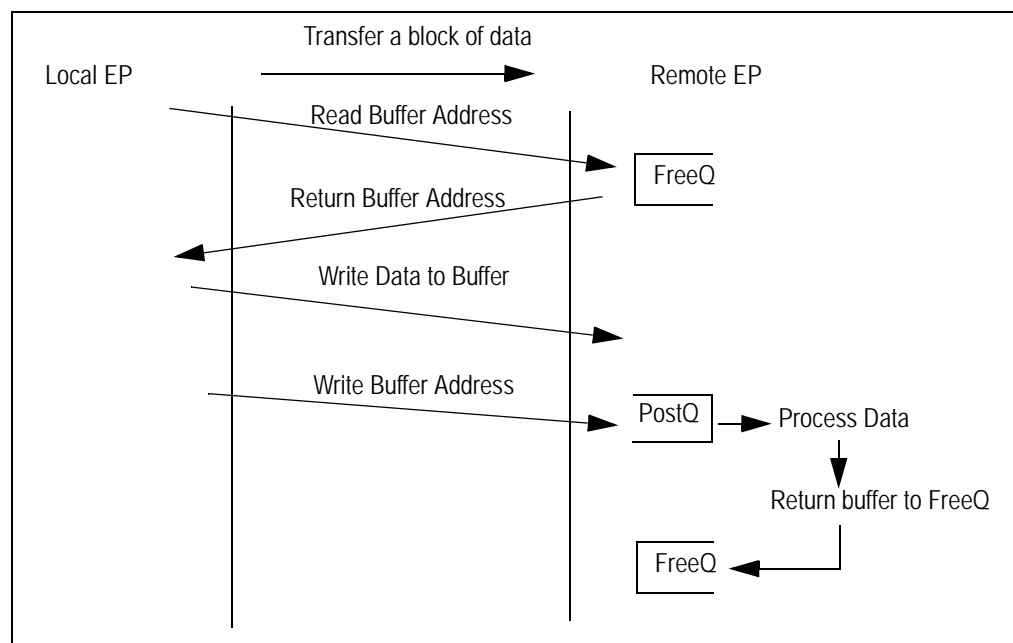 Transfer a block of data
Local EP
Remote EP
Read Buffer Address
FreeQ
Return Buffer Address
Write Data to Buffer
Write Buffer Address
PostQ
Process Data
Return buffer to FreeQ
FreeQ